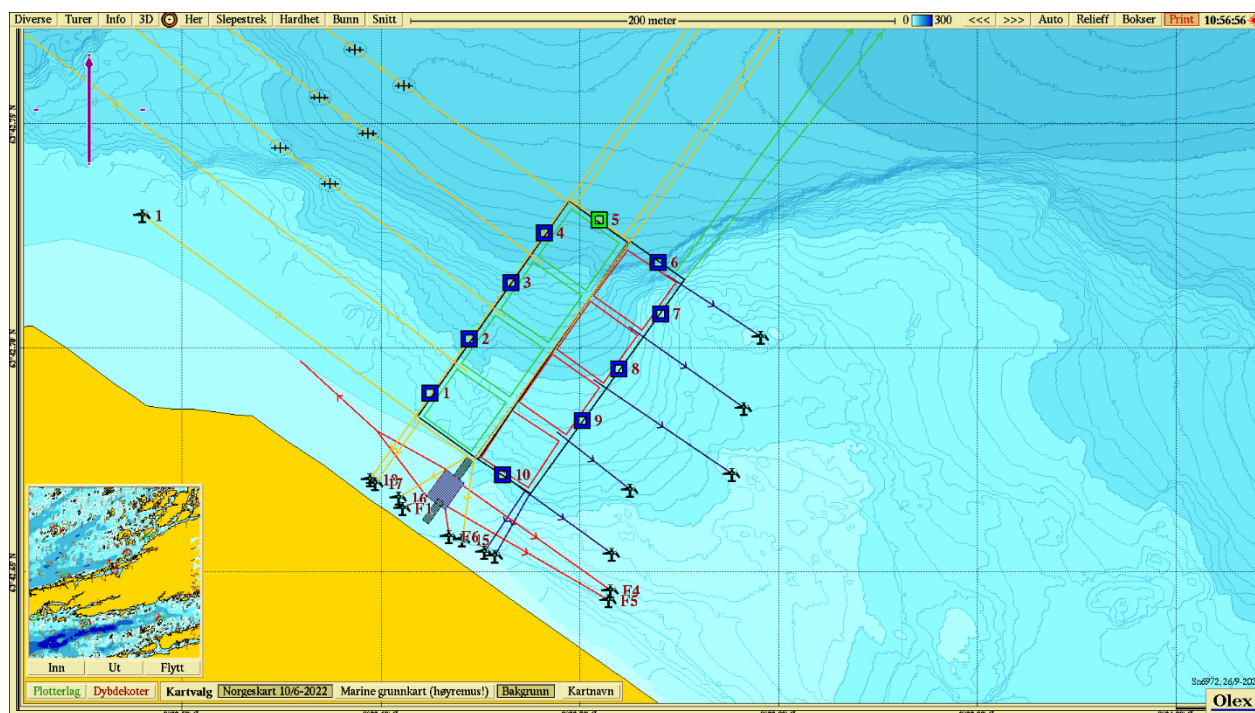 Diverse Turer Info 3D Her Slepestrek Hardhet Bunn Snitt 200 meter 0 300 <<< >>> Auto Relieff Bokser Print 10:56:56
5
4
6
1
3
7
2
8
1
9
10
18
17
16
F1
F6 15
F4
F5
Inn Ut Flytt
Plotterlag Dybdekoter Kartvalg Norgeskart 10/6-2022 Marine grunnkart (høyremus!) Bakgrunn Kartnavn
Olex